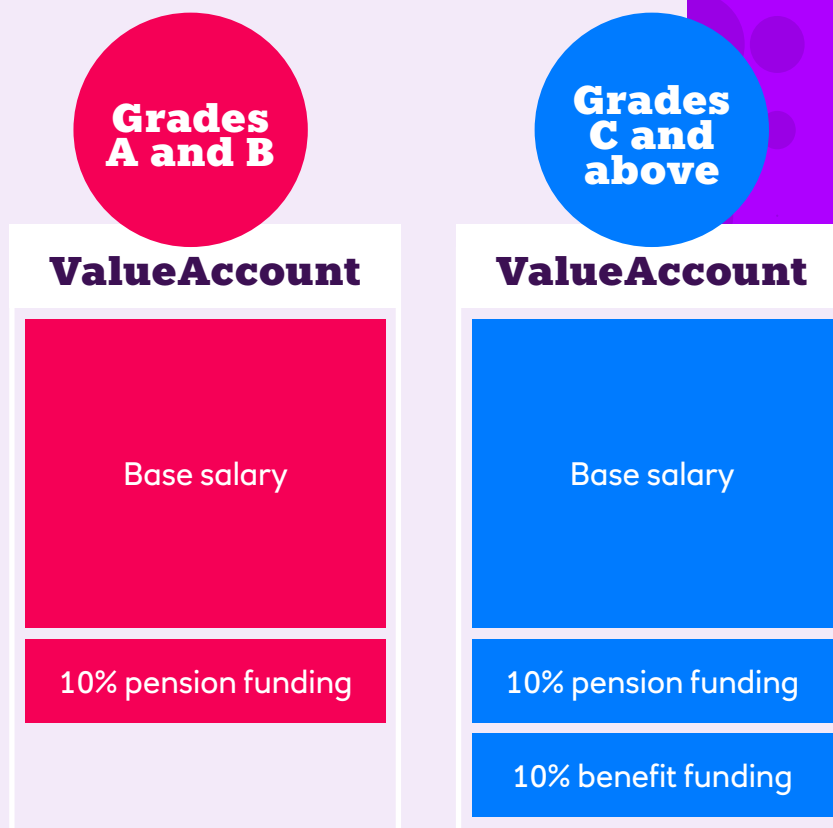 Grades
A and B
ValueAccount
Base salary
10% pension funding
Grades
C and
above
ValueAccount
Base salary
10% pension funding
10% benefit funding